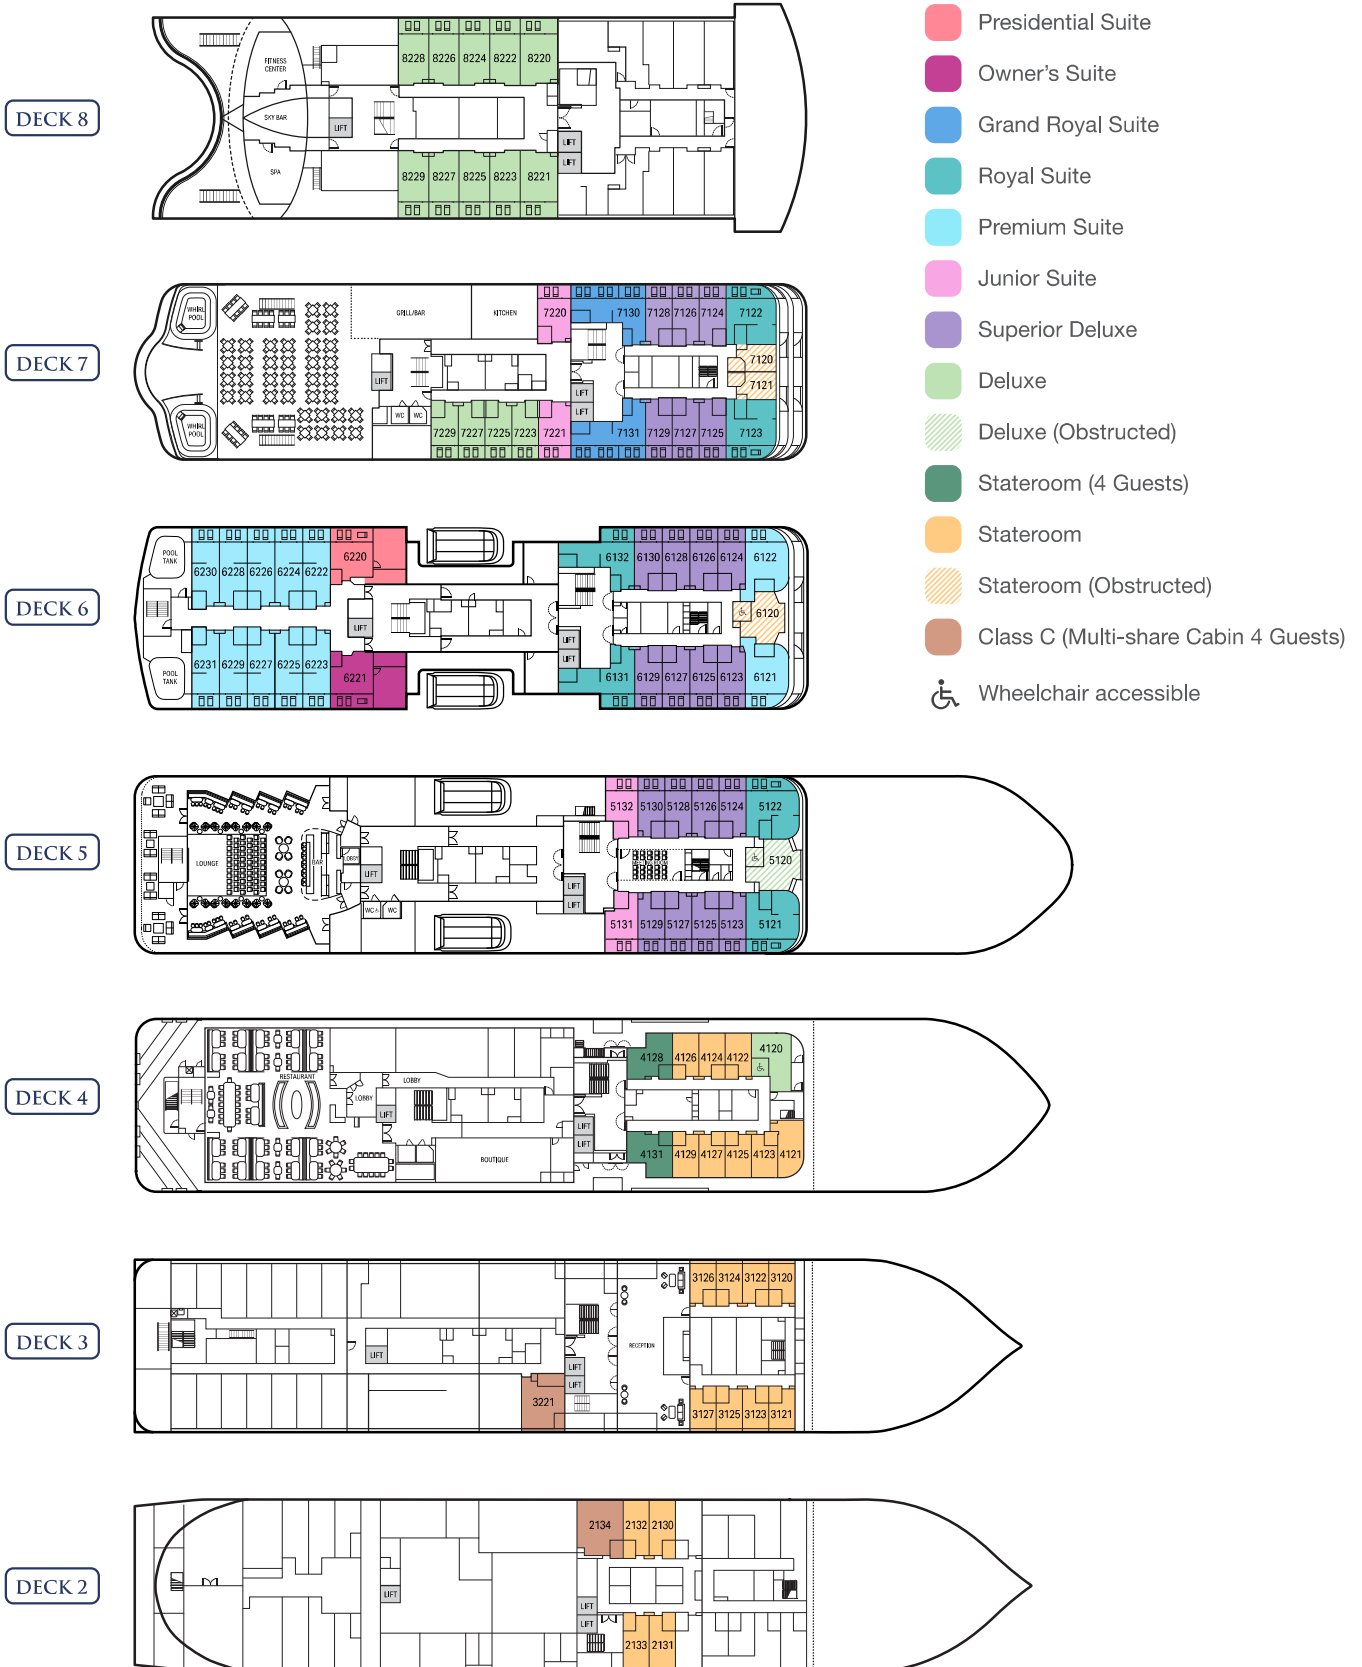 Presidential Suite
Owner's Suite
Grand Royal Suite
Royal Suite
Premium Suite
Junior Suite
Superior Deluxe
Deluxe
Deluxe (Obstructed)
Stateroom (4 Guests)
Stateroom
Stateroom (Obstructed)
Class C (Multi-share Cabin 4 Guests)
Wheelchair accessible
DECK 8
8228 8226 8224 8222 8220
FITNESS
CENTER
SKY BAR
LIFT
LIFT
LIFT
SPA
8229 8227 8225 8223 8221
DECK 7
WHIRL
POOL
GRILL/BAR
KITCHEN
7220 7130 7128 7126 7124 7122
7120
LIFT
7121
LIFT
LIFT
WC WC
WHIRL
POOL
7229 7227 7225 7223 7221 7131 7129 7127 7125 7123
DECK 6
POOL
TANK
6230 6228 6226 6224 6222
6220
6132 6130 6128 6126 6124 6122
6120
LIFT
LIFT
LIFT
POOL
TANK
6231 6229 6227 6225 6223
6221
6131 6129 6127 6125 6123 6121
DECK 5
5132 5130 5128 5126 5124 5122
LOUNGE
BAR
LOBBY
LIFT
5120
LIFT
LIFT
WC WC
5131 5129 5127 5125 5123 5121
DECK 4
RESTAURANT
LOBBY
LOBBY
LIFT
4128 4126 4124 4122 4120
LIFT
LIFT
BOUTIQUE
4131 4129 4127 4125 4123 4121
DECK 3
3126 3124 3122 3120
RECEPTION
LIFT
LIFT
LIFT
3221
3127 3125 3123 3121
DECK 2
2134 2132 2130
LIFT
LIFT
LIFT
2133 2131